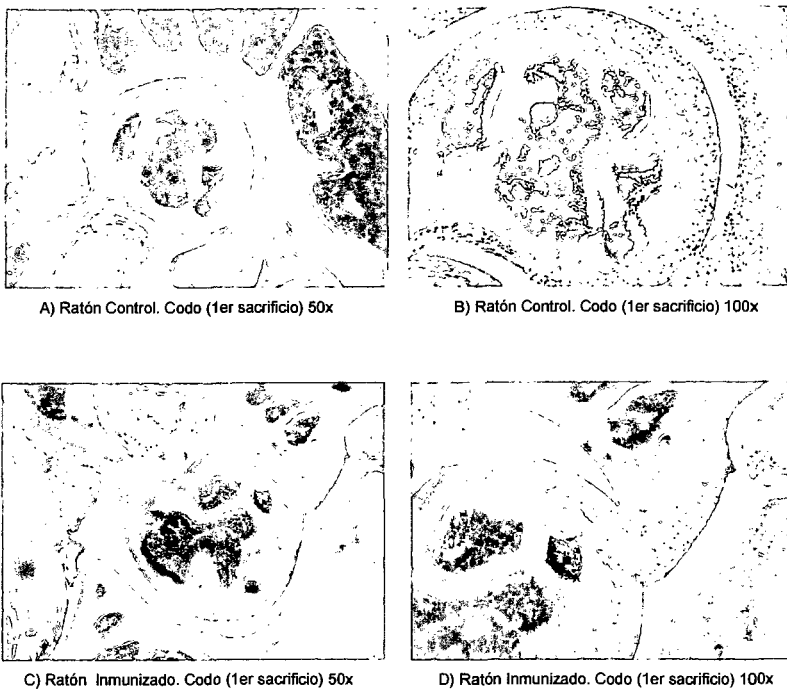 A) Ratón Control. Codo (1er sacrificio) 50x
B) Ratón Control. Codo (1er sacrificio) 100x
C) Ratón Inmunizado. Codo (1er sacrificio) 50x
D) Ratón Inmunizado. Codo (1er sacrificio) 100x